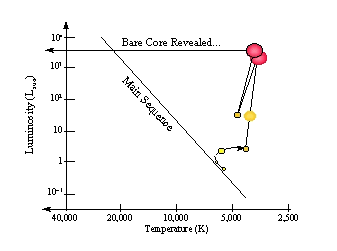 10⁴
Bare Core Revealed...
10³
Luminosity (Lsun)
Main Sequence
10²
10
1
10⁻¹
40,000 20,000 10,000 5,000 2,500
Temperature (K)